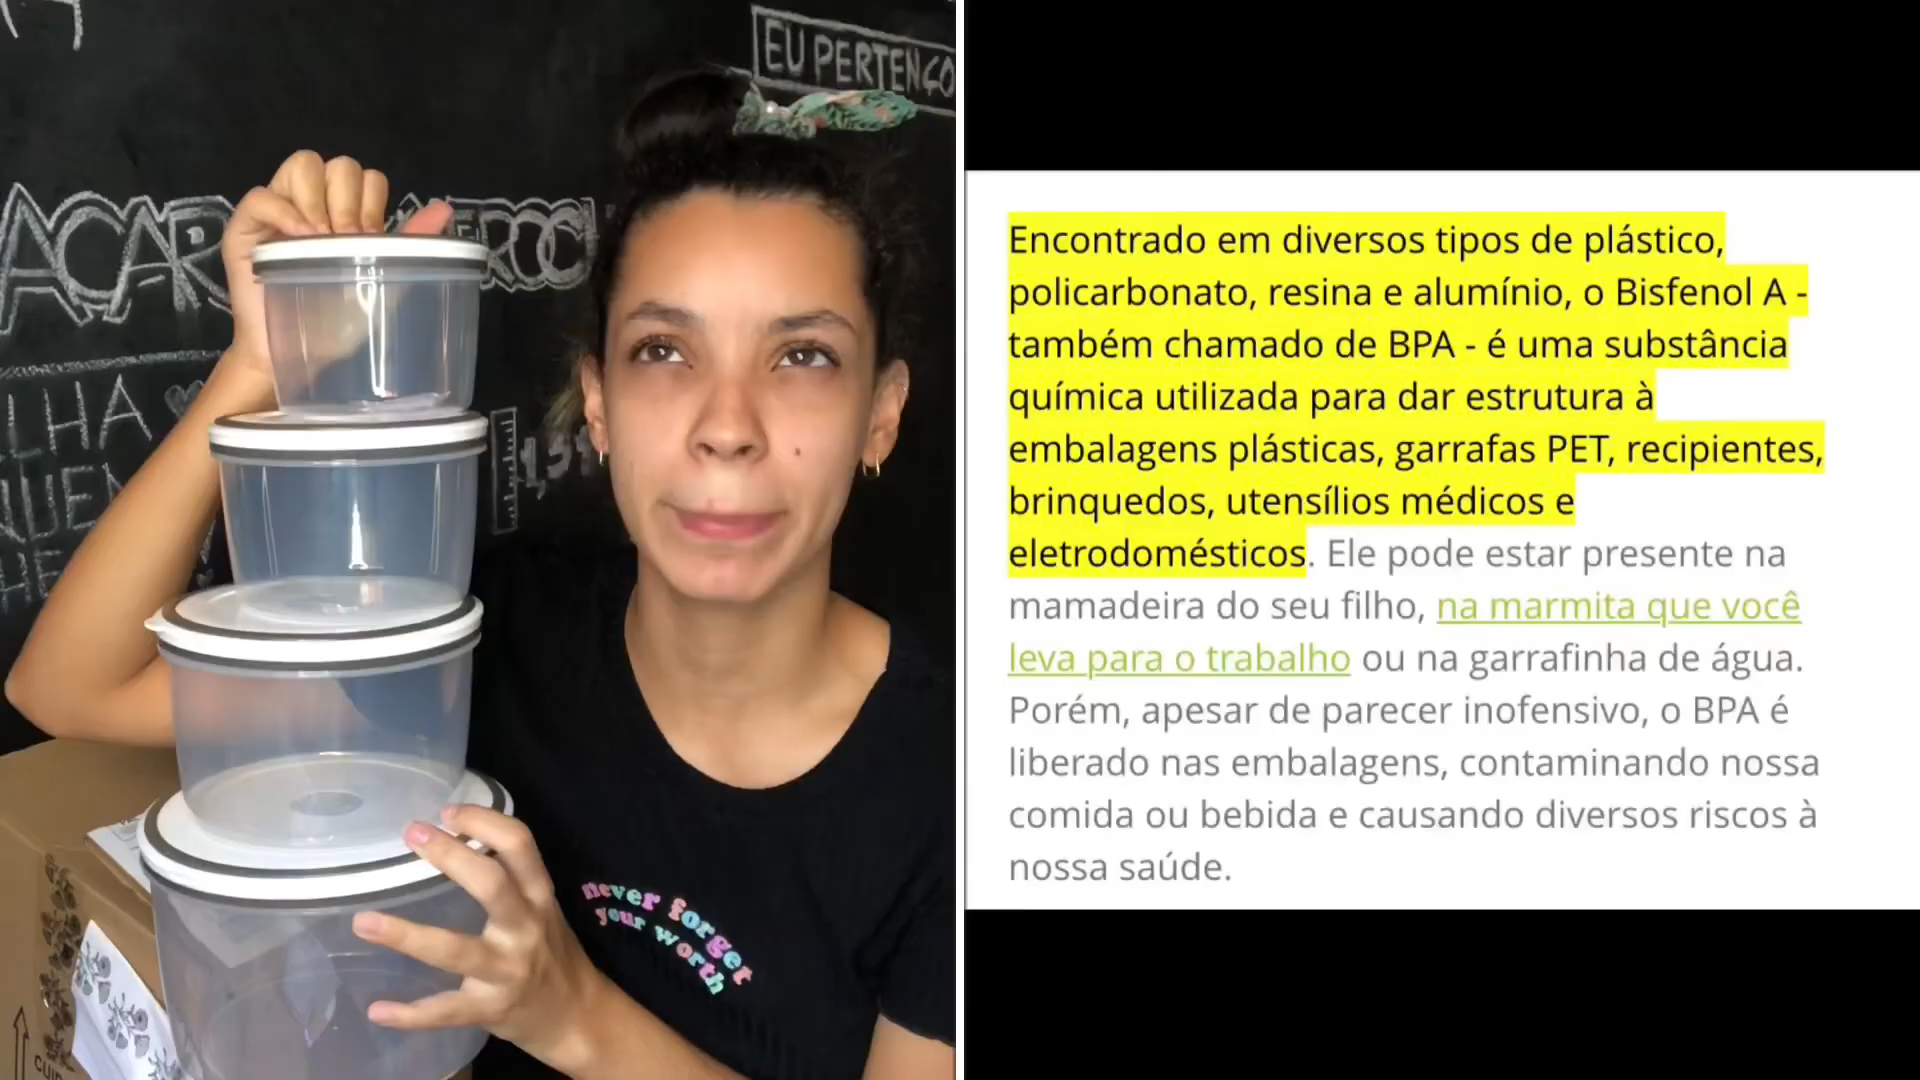 EU PERTENÇO
AÇAR
LHA
1,5
never forget
your worth
Encontrado em diversos tipos de plástico,
policarbonato, resina e alumínio, o Bisfenol A -
também chamado de BPA - é uma substância
química utilizada para dar estrutura à
embalagens plásticas, garrafas PET, recipientes,
brinquedos, utensílios médicos e
eletrodomésticos. Ele pode estar presente na
mamadeira do seu filho, na marmita que você
leva para o trabalho ou na garrafinha de água.
Porém, apesar de parecer inofensivo, o BPA é
liberado nas embalagens, contaminando nossa
comida ou bebida e causando diversos riscos à
nossa saúde.